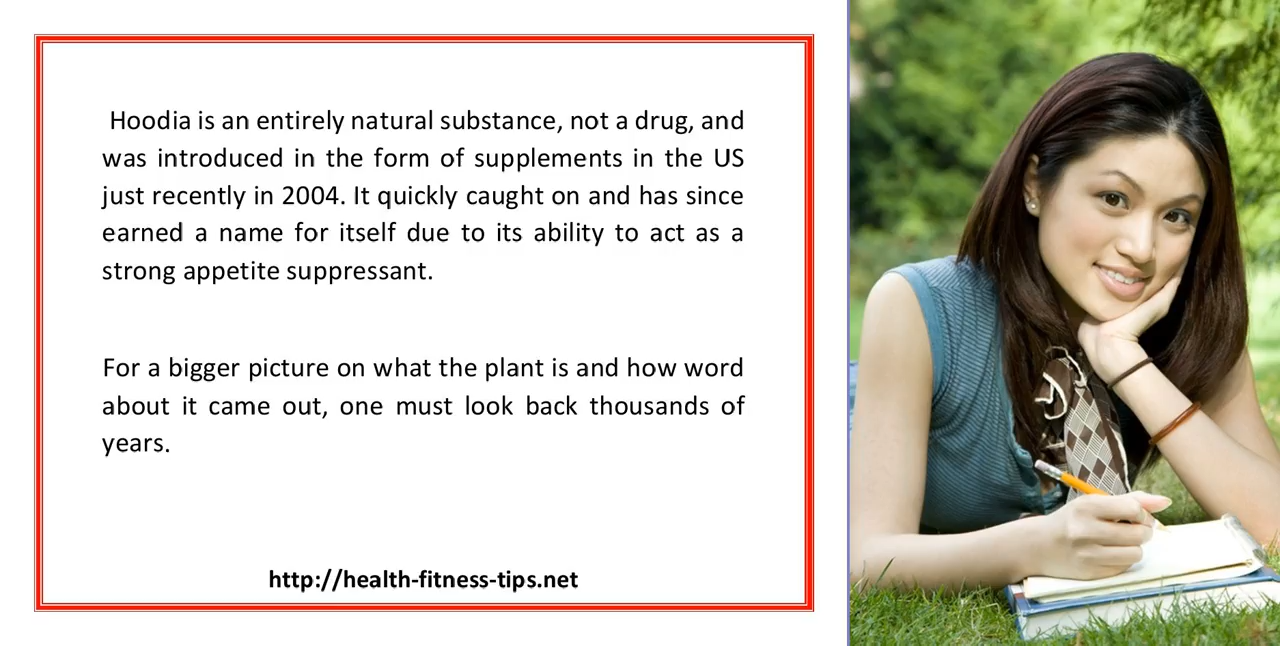 Hoodia is an entirely natural substance, not a drug, and
was introduced in the form of supplements in the US
just recently in 2004. It quickly caught on and has since
earned a name for itself due to its ability to act as a
strong appetite suppressant.
For a bigger picture on what the plant is and how word
about it came out, one must look back thousands of
years.
http://health-fitness-tips.net